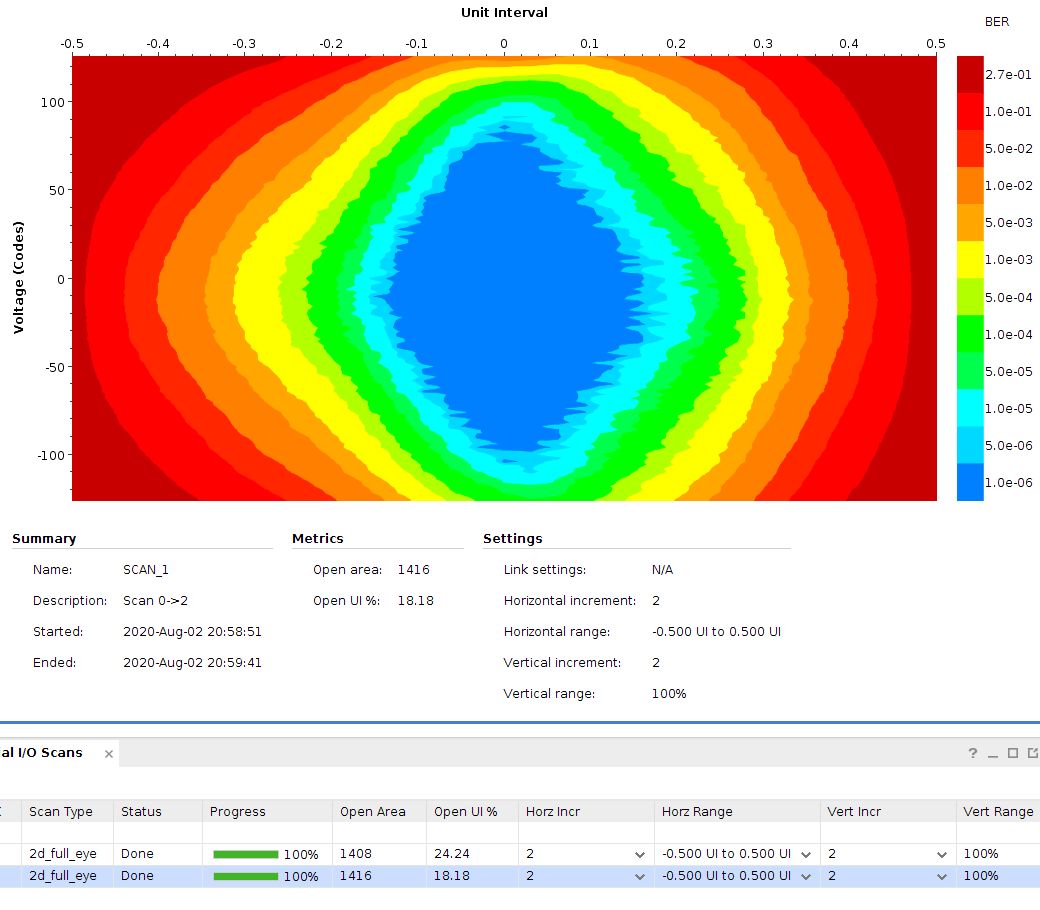 Unit Interval
BER
-0.5 -0.4 -0.3 -0.2 -0.1 0 0.1 0.2 0.3 0.4 0.5
Voltage (Codes)
100
50
0
-50
-100
2.7e-01
1.0e-01
5.0e-02
1.0e-02
5.0e-03
1.0e-03
5.0e-04
1.0e-04
5.0e-05
1.0e-05
5.0e-06
1.0e-06
Summary
Name: SCAN_1
Description: Scan 0->2
Started: 2020-Aug-02 20:58:51
Ended: 2020-Aug-02 20:59:41
Metrics
Open area: 1416
Open UI %: 18.18
Settings
Link settings: N/A
Horizontal increment: 2
Horizontal range: -0.500 UI to 0.500 UI
Vertical increment: 2
Vertical range: 100%
al I/O Scans × ?
Scan Type Status Progress Open Area Open UI % Horz Incr Horz Range Vert Incr Vert Range
2d_full_eye Done 100% 1408 24.24 2 -0.500 UI to 0.500 UI 2 100%
2d_full_eye Done 100% 1416 18.18 2 -0.500 UI to 0.500 UI 2 100%